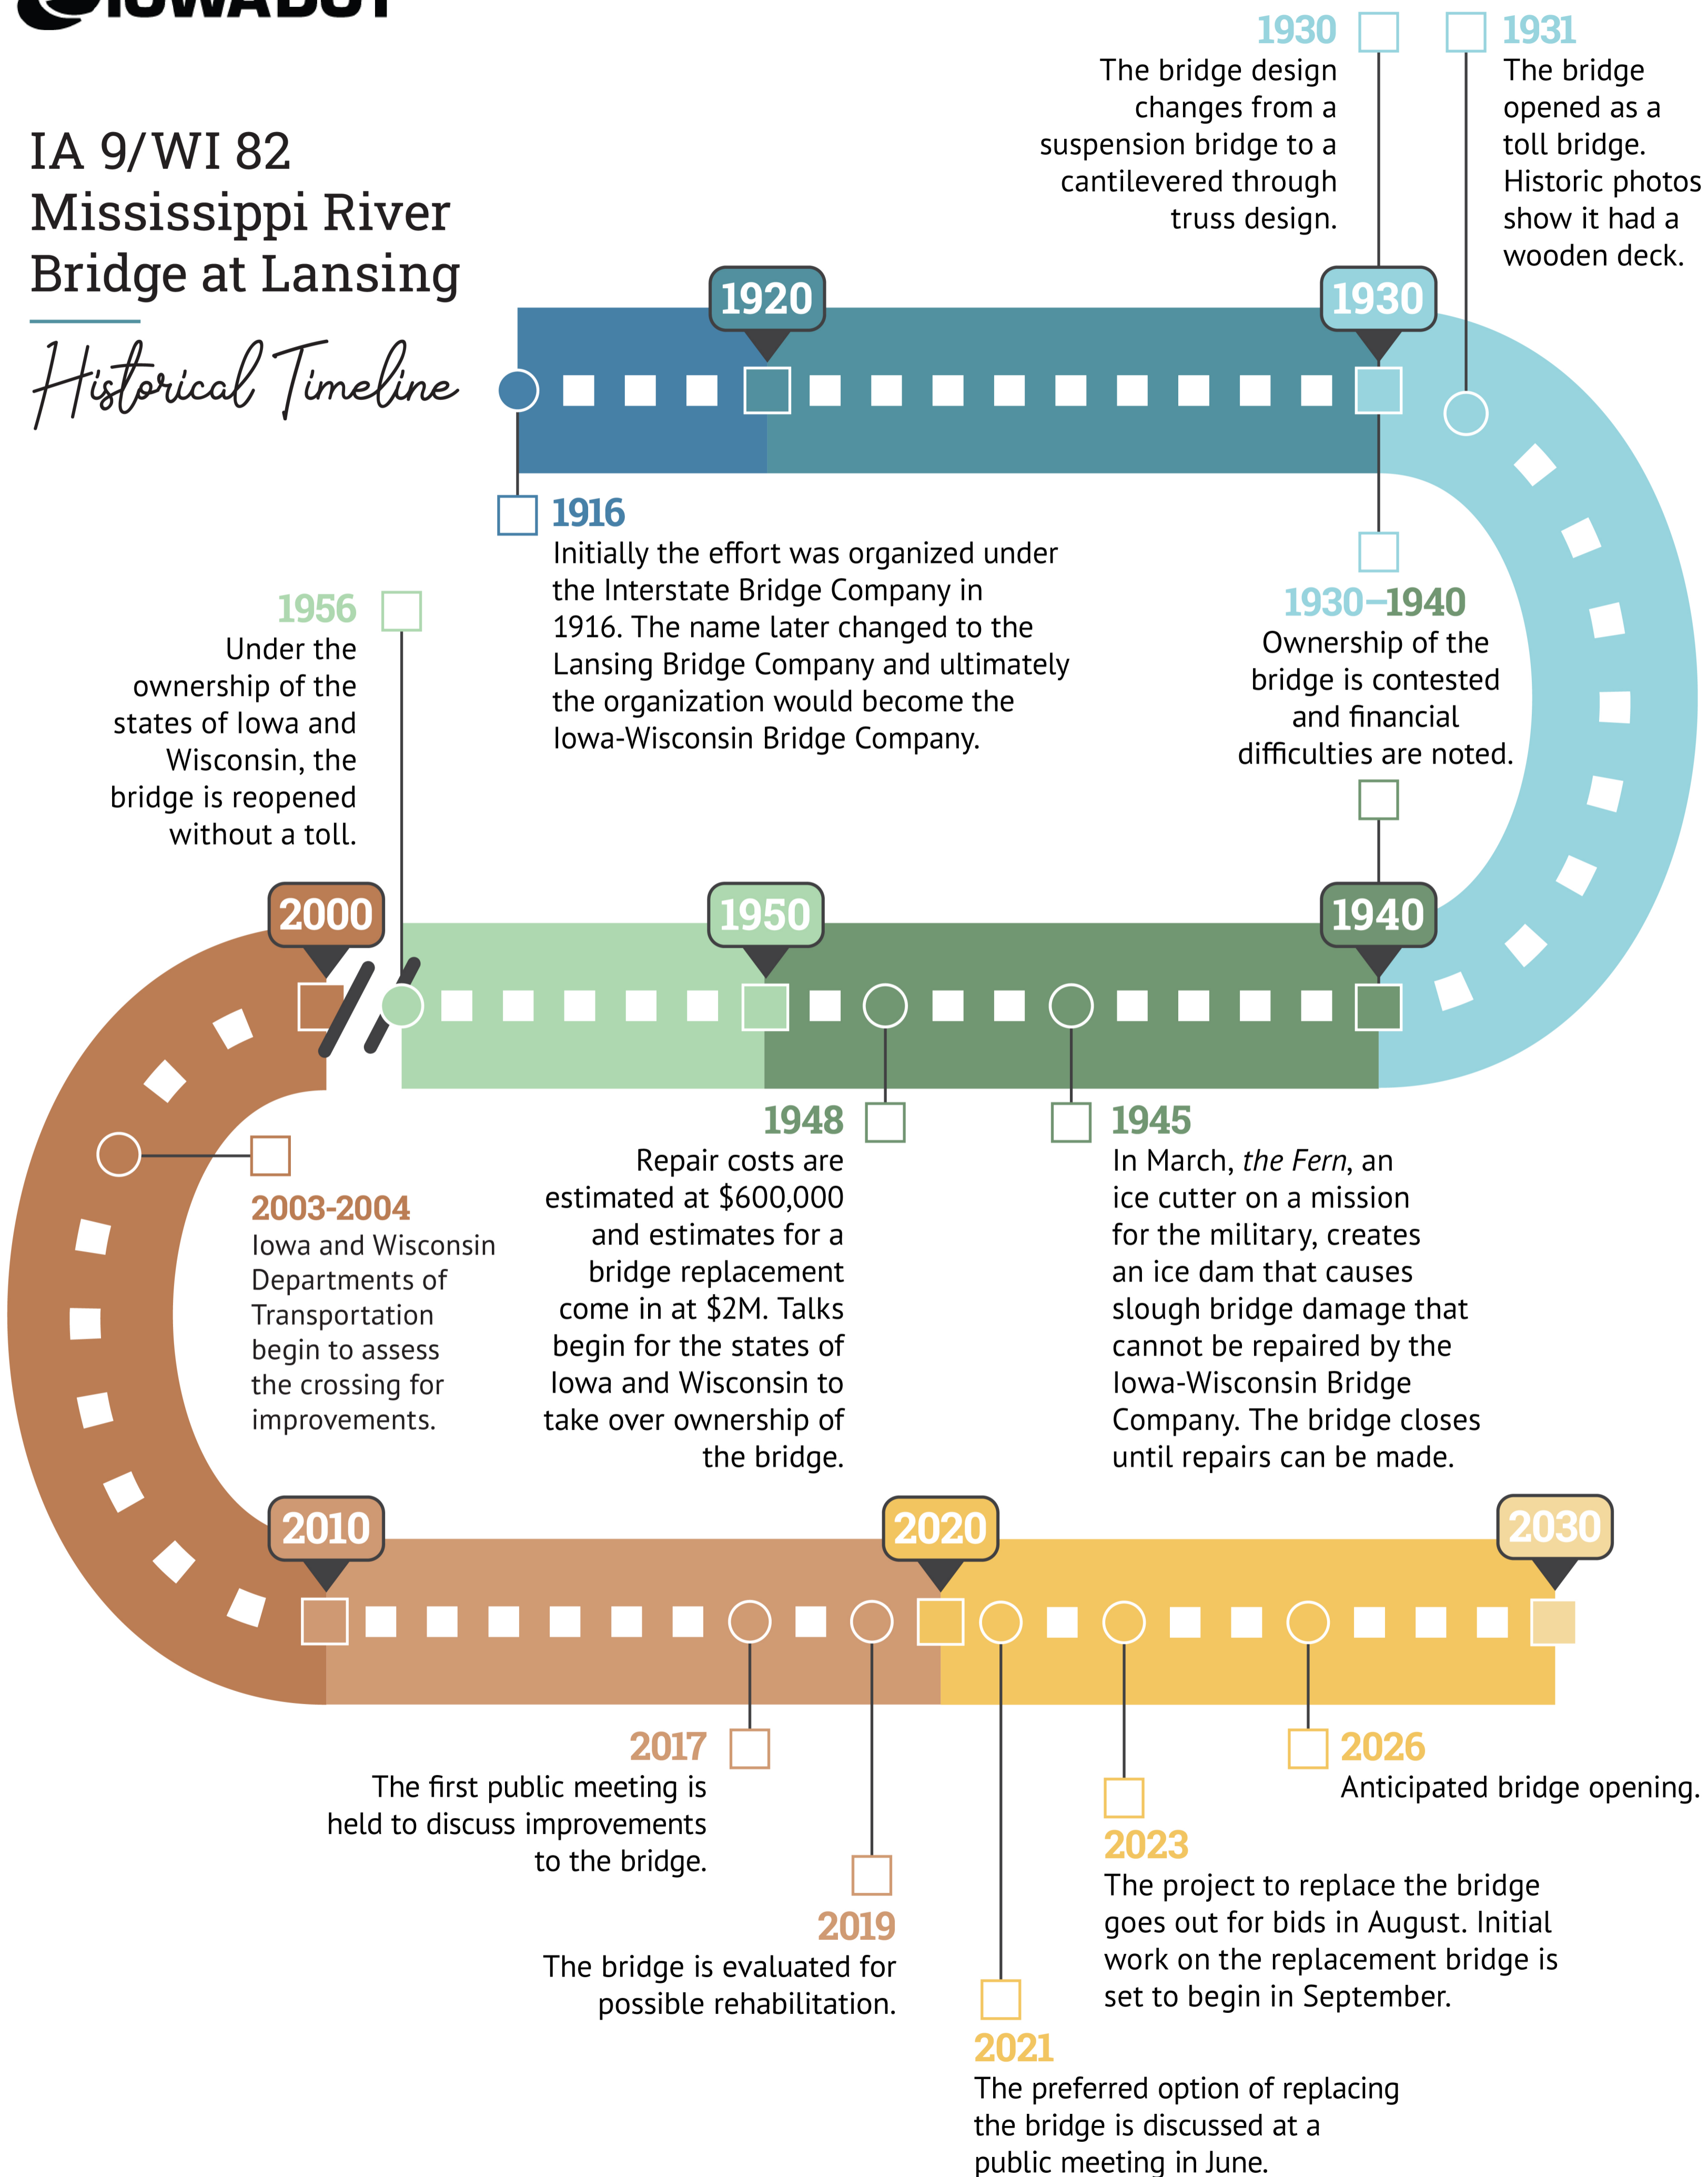 IOWADOT
IA 9/WI 82
Mississippi River
Bridge at Lansing
Historical Timeline
1930
The bridge design
changes from a
suspension bridge to a
cantilevered through
truss design.
1931
The bridge
opened as a
toll bridge.
Historic photos
show it had a
wooden deck.
1920
1930
1916
Initially the effort was organized under
the Interstate Bridge Company in
1916. The name later changed to the
Lansing Bridge Company and ultimately
the organization would become the
Iowa-Wisconsin Bridge Company.
1930–1940
Ownership of the
bridge is contested
and financial
difficulties are noted.
1956
Under the
ownership of the
states of Iowa and
Wisconsin, the
bridge is reopened
without a toll.
2000
1950
1940
1948
Repair costs are
estimated at $600,000
and estimates for a
bridge replacement
come in at $2M. Talks
begin for the states of
Iowa and Wisconsin to
take over ownership of
the bridge.
1945
In March, the Fern, an
ice cutter on a mission
for the military, creates
an ice dam that causes
slough bridge damage that
cannot be repaired by the
Iowa-Wisconsin Bridge
Company. The bridge closes
until repairs can be made.
2003-2004
Iowa and Wisconsin
Departments of
Transportation
begin to assess
the crossing for
improvements.
2010
2020
2030
2017
The first public meeting is
held to discuss improvements
to the bridge.
2019
The bridge is evaluated for
possible rehabilitation.
2021
The preferred option of replacing
the bridge is discussed at a
public meeting in June.
2023
The project to replace the bridge
goes out for bids in August. Initial
work on the replacement bridge is
set to begin in September.
2026
Anticipated bridge opening.